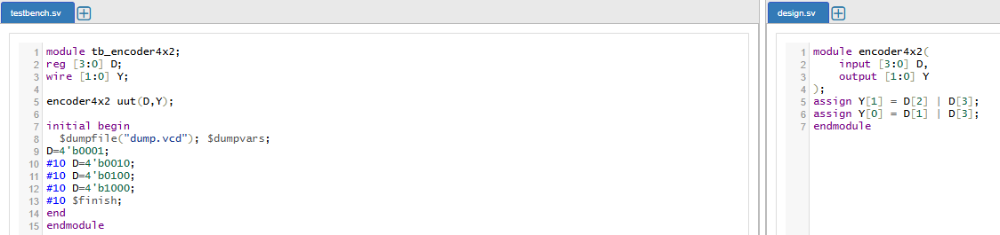 testbench.sv
1 module tb_encoder4x2;
2 reg [3:0] D;
3 wire [1:0] Y;
4
5 encoder4x2 uut(D,Y);
6
7 initial begin
8   $dumpfile("dump.vcd"); $dumpvars;
9 D=4'b0001;
10 #10 D=4'b0010;
11 #10 D=4'b0100;
12 #10 D=4'b1000;
13 #10 $finish;
14 end
15 endmodule
design.sv
1 module encoder4x2(
2     input [3:0] D,
3     output [1:0] Y
4 );
5 assign Y[1] = D[2] | D[3];
6 assign Y[0] = D[1] | D[3];
7 endmodule